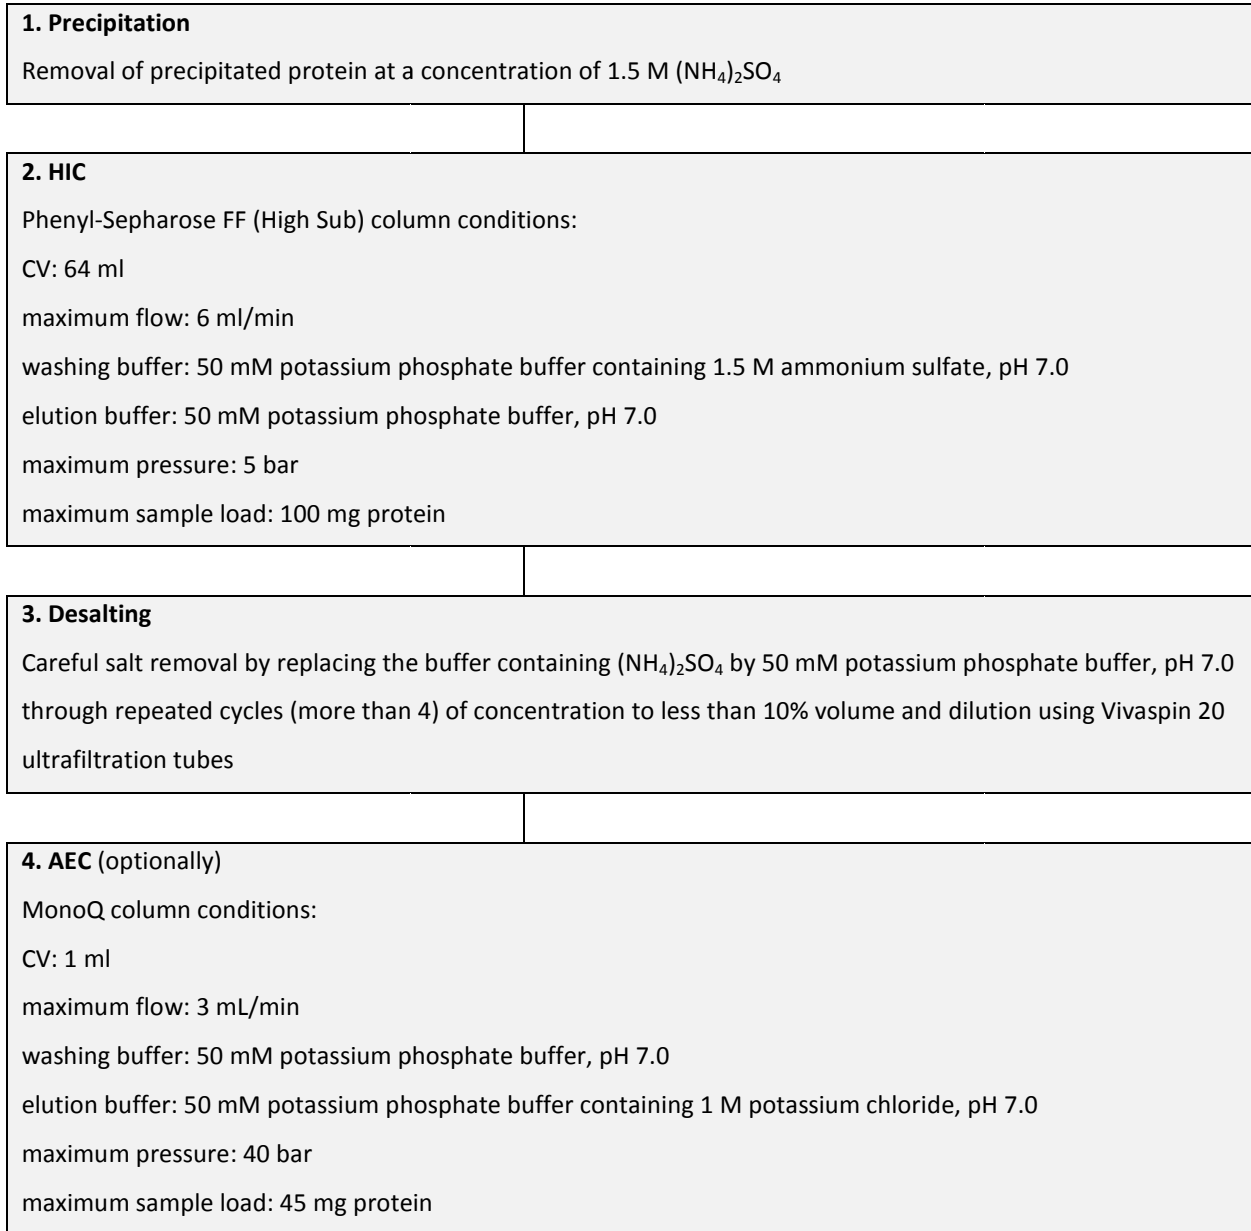 1. Precipitation
Removal of precipitated protein at a concentration of 1.5 M (NH₄)₂SO₄
2. HIC
Phenyl-Sepharose FF (High Sub) column conditions:
CV: 64 ml
maximum flow: 6 ml/min
washing buffer: 50 mM potassium phosphate buffer containing 1.5 M ammonium sulfate, pH 7.0
elution buffer: 50 mM potassium phosphate buffer, pH 7.0
maximum pressure: 5 bar
maximum sample load: 100 mg protein
3. Desalting
Careful salt removal by replacing the buffer containing (NH₄)₂SO₄ by 50 mM potassium phosphate buffer, pH 7.0
through repeated cycles (more than 4) of concentration to less than 10% volume and dilution using Vivaspin 20
ultrafiltration tubes
4. AEC (optionally)
MonoQ column conditions:
CV: 1 ml
maximum flow: 3 mL/min
washing buffer: 50 mM potassium phosphate buffer, pH 7.0
elution buffer: 50 mM potassium phosphate buffer containing 1 M potassium chloride, pH 7.0
maximum pressure: 40 bar
maximum sample load: 45 mg protein